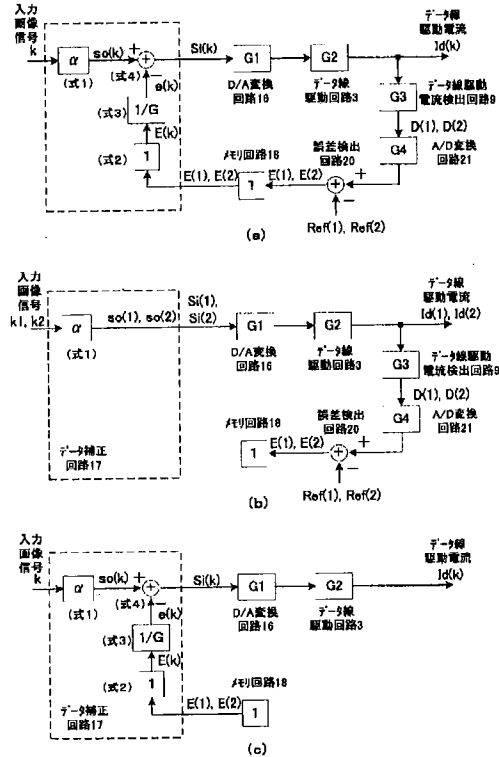 入力
画像
信号
k
α
(式1)
so(k)
+
(式4)
−
e(k)
Si(k)
G1
D/A変換
回路16
G2
データ線
駆動回路3
データ線
駆動電流
Id(k)
G3
データ線駆動
電流検出回路9
D(1), D(2)
G4
A/D変換
回路21
(式3)
1/G
E(k)
(式2)
1
メモリ回路18
E(1), E(2)
1
E(1), E(2)
誤差検出
回路20
+
−
Ref(1), Ref(2)
(a)
入力
画像
信号
k1, k2
α
(式1)
so(1), so(2)
Si(1),
Si(2)
G1
D/A変換
回路16
G2
データ線
駆動回路3
データ線
駆動電流
Id(1), Id(2)
G3
データ線駆動
電流検出回路9
D(1), D(2)
G4
A/D変換
回路21
メモリ回路18
1
E(1), E(2)
誤差検出
回路20
+
−
Ref(1), Ref(2)
データ補正
回路17
(b)
入力
画像
信号
k
α
(式1)
so(k)
+
(式4)
−
e(k)
Si(k)
G1
D/A変換
回路16
G2
データ線
駆動回路3
データ線
駆動電流
Id(k)
(式3)
1/G
E(k)
(式2)
1
メモリ回路18
E(1), E(2)
1
データ補正
回路17
(c)